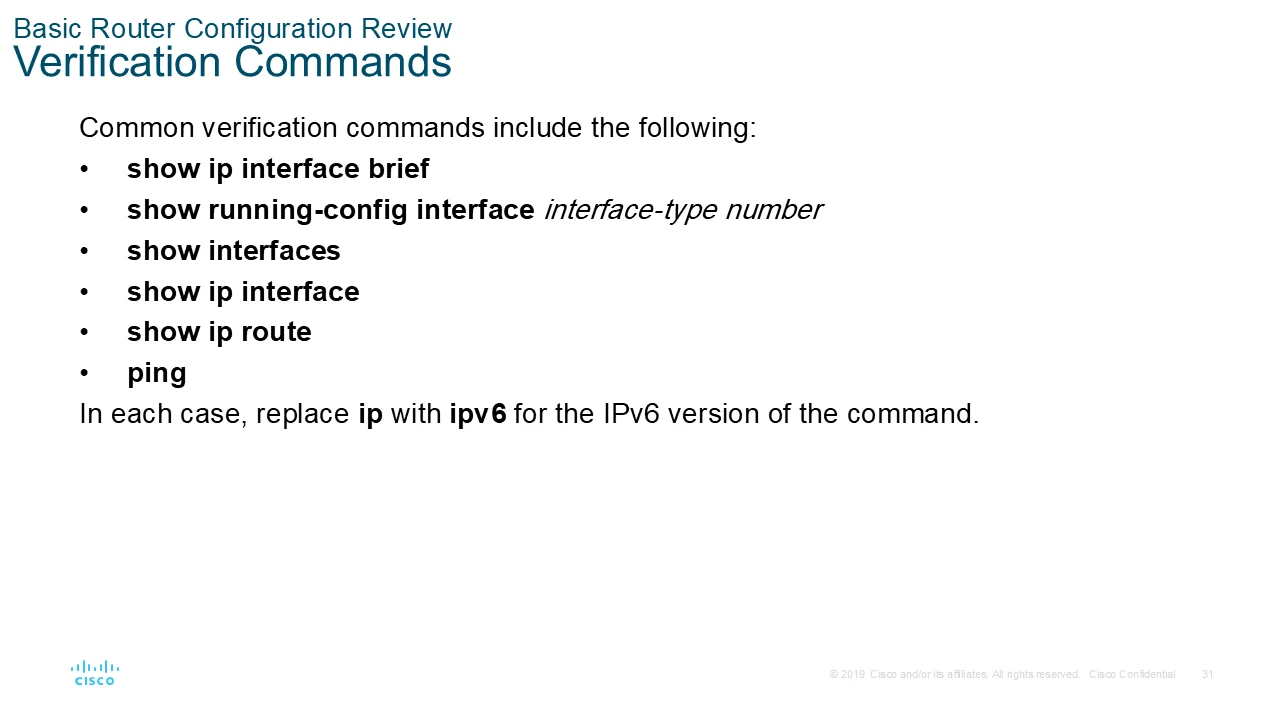 Basic Router Configuration Review
Verification Commands
Common verification commands include the following:
• show ip interface brief
• show running-config interface interface-type number
• show interfaces
• show ip interface
• show ip route
• ping
In each case, replace ip with ipv6 for the IPv6 version of the command.
CISCO
© 2019 Cisco and/or its affiliates. All rights reserved. Cisco Confidential 31